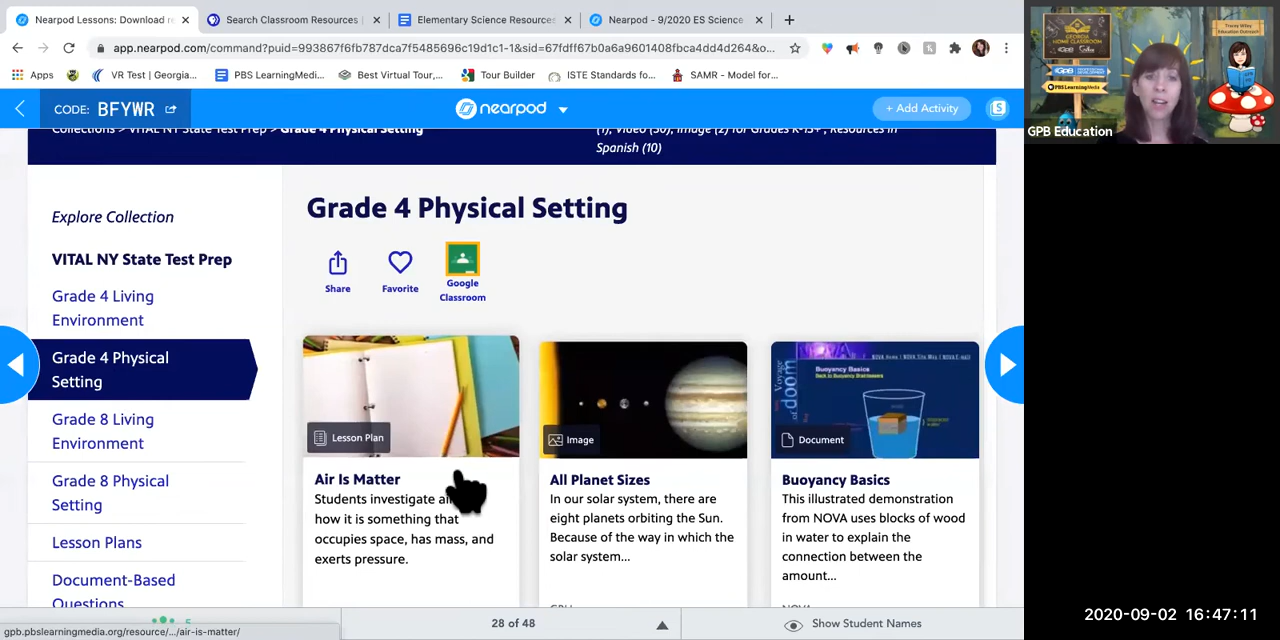 Nearpod Lessons: Download re
Search Classroom Resources |
Elementary Science Resources
Nearpod - 9/2020 ES Science
app.nearpod.com/command?puid=993867f6fb787dca7f5485696c19d1c1-1&sid=67fdff67b0a6a9601408fbca4dd4d264&o...
Apps
VR Test | Georgia...
PBS LearningMedi...
Best Virtual Tour,...
Tour Builder
ISTE Standards fo...
SAMR - Model for...
CODE: BFYWR
nearpod
+ Add Activity
S
Collections > VITAL NY State Test Prep > Grade 4 Physical Setting
(1), Video (30), Image (2) for Grades K-13+, Resources in
Spanish (10)
Explore Collection
VITAL NY State Test Prep
Grade 4 Living
Environment
Grade 4 Physical
Setting
Grade 8 Living
Environment
Grade 8 Physical
Setting
Lesson Plans
Document-Based
Questions
Grade 4 Physical Setting
Share
Favorite
Google
Classroom
Lesson Plan
Air Is Matter
Students investigate ai
how it is something that
occupies space, has mass, and
exerts pressure.
Image
All Planet Sizes
In our solar system, there are
eight planets orbiting the Sun.
Because of the way in which the
solar system...
Voyage
of doom
Buoyancy Basics
Document
Buoyancy Basics
This illustrated demonstration
from NOVA uses blocks of wood
in water to explain the
connection between the
amount...
28 of 48
Show Student Names
gpb.pbslearningmedia.org/resource/.../air-is-matter/
GPB Education
2020-09-02 16:47:11